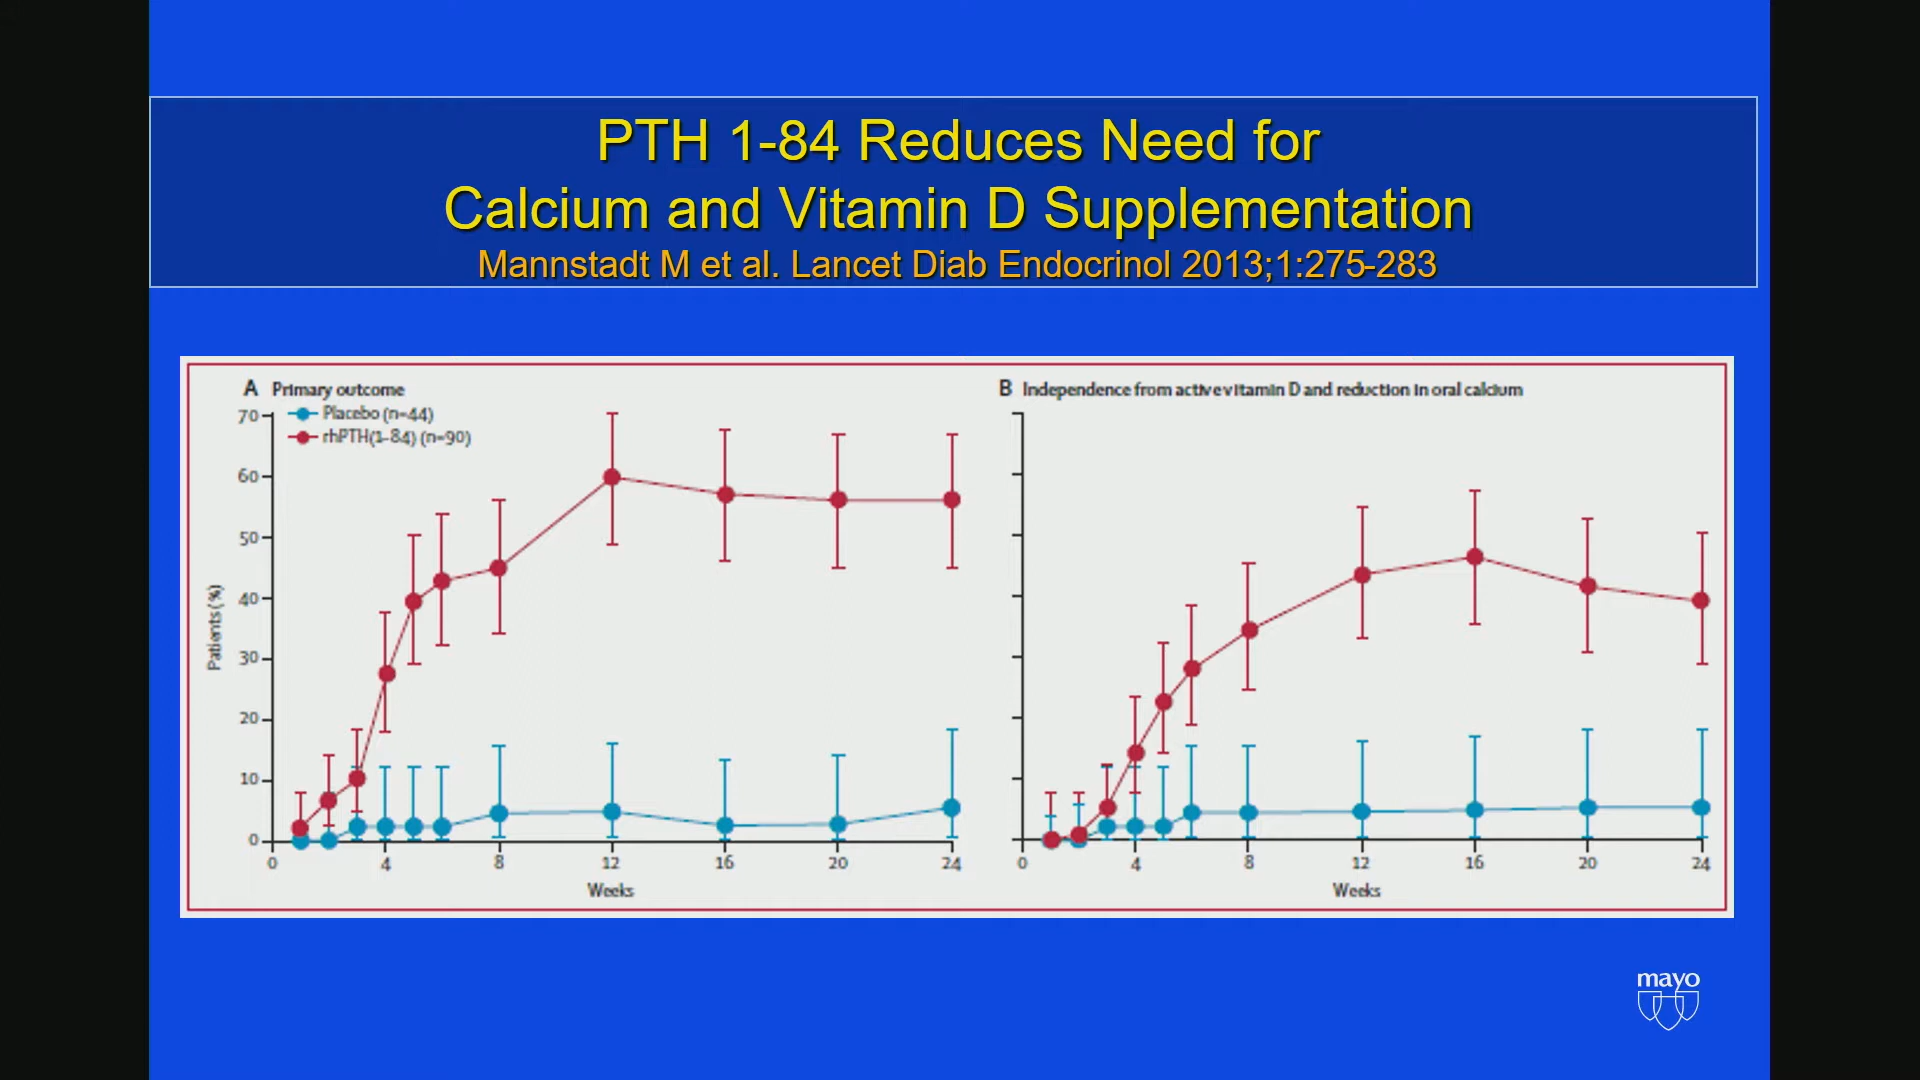 PTH 1-84 Reduces Need for
Calcium and Vitamin D Supplementation
Mannstadt M et al. Lancet Diab Endocrinol 2013;1:275-283
A Primary outcome
Placebo (n=44)
rhPTH(1-84) (n=90)
Patients (%)
70
60
50
40
30
20
10
0
0 4 8 12 16 20 24
Weeks
B Independence from active vitamin D and reduction in oral calcium
0 4 8 12 16 20 24
Weeks
mayo